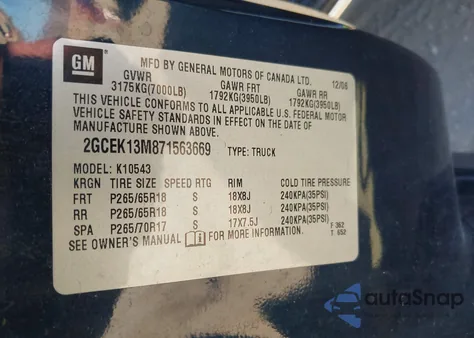 GM
MFD BY GENERAL MOTORS OF CANADA LTD.
12/06
GVWR GAWR FRT GAWR RR
3175KG(7000LB) 1792KG(3950LB) 1792KG(3950LB)
THIS VEHICLE CONFORMS TO ALL APPLICABLE U.S. FEDERAL MOTOR
VEHICLE SAFETY STANDARDS IN EFFECT ON THE DATE OF
MANUFACTURE SHOWN ABOVE.
2GCEK13M871563669 TYPE: TRUCK
MODEL: K10543
KRGN TIRE SIZE SPEED RTG RIM COLD TIRE PRESSURE
FRT P265/65R18 S 18X8J 240KPA(35PSI)
RR P265/65R18 S 18X8J 240KPA(35PSI)
SPA P265/70R17 S 17X7.5J 240KPA(35PSI)
SEE OWNER'S MANUAL i FOR MORE INFORMATION.
F 362
T 652
autoSnap